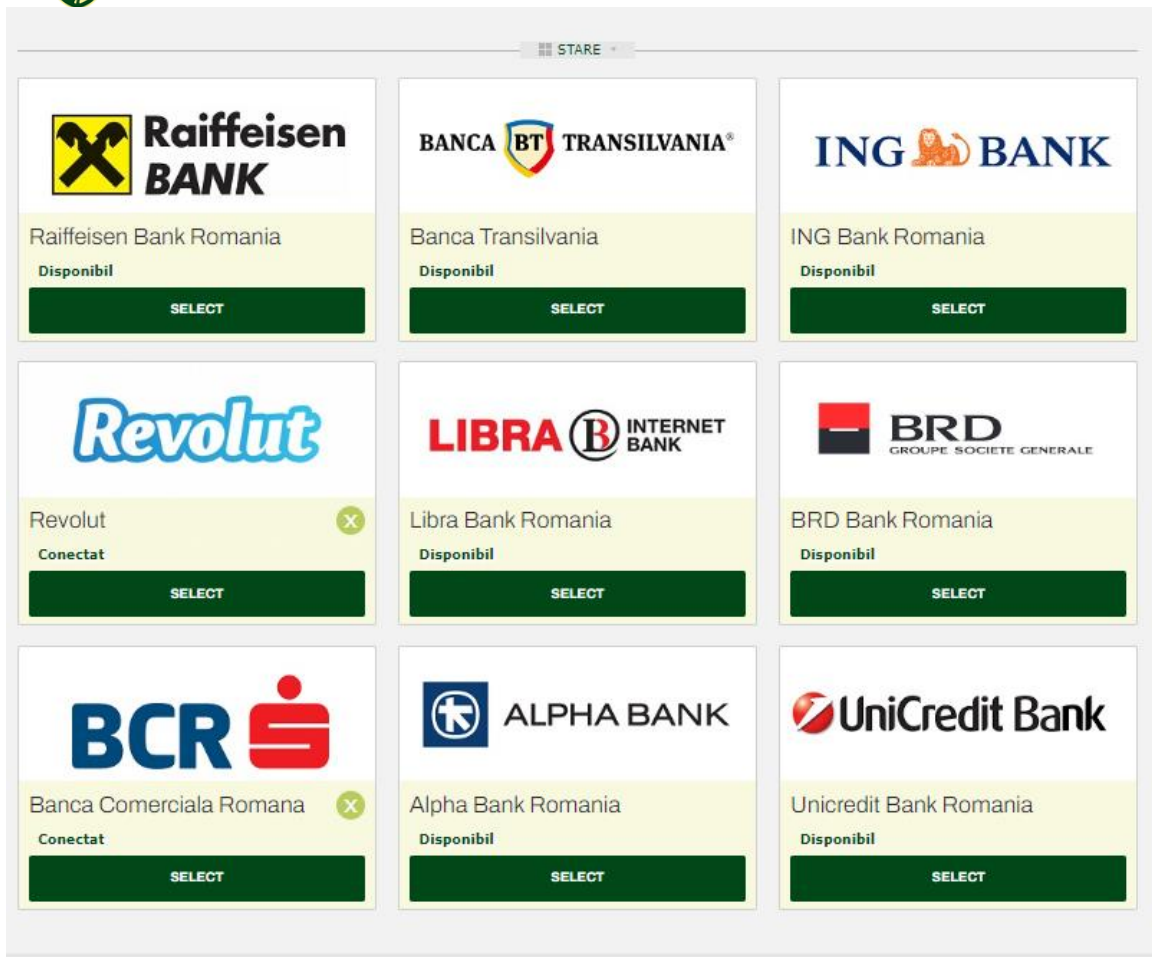 STARE
Raiffeisen
BANK
BANCA BT TRANSILVANIA®
ING BANK
Raiffeisen Bank Romania
Banca Transilvania
ING Bank Romania
Disponibil
Disponibil
Disponibil
SELECT
SELECT
SELECT
Revolut
LIBRA B INTERNET
BANK
BRD
GROUPE SOCIETE GENERALE
Revolut X
Libra Bank Romania
BRD Bank Romania
Conectat
Disponibil
Disponibil
SELECT
SELECT
SELECT
BCR
ALPHA BANK
UniCredit Bank
Banca Comerciala Romana X
Alpha Bank Romania
Unicredit Bank Romania
Conectat
Disponibil
Disponibil
SELECT
SELECT
SELECT